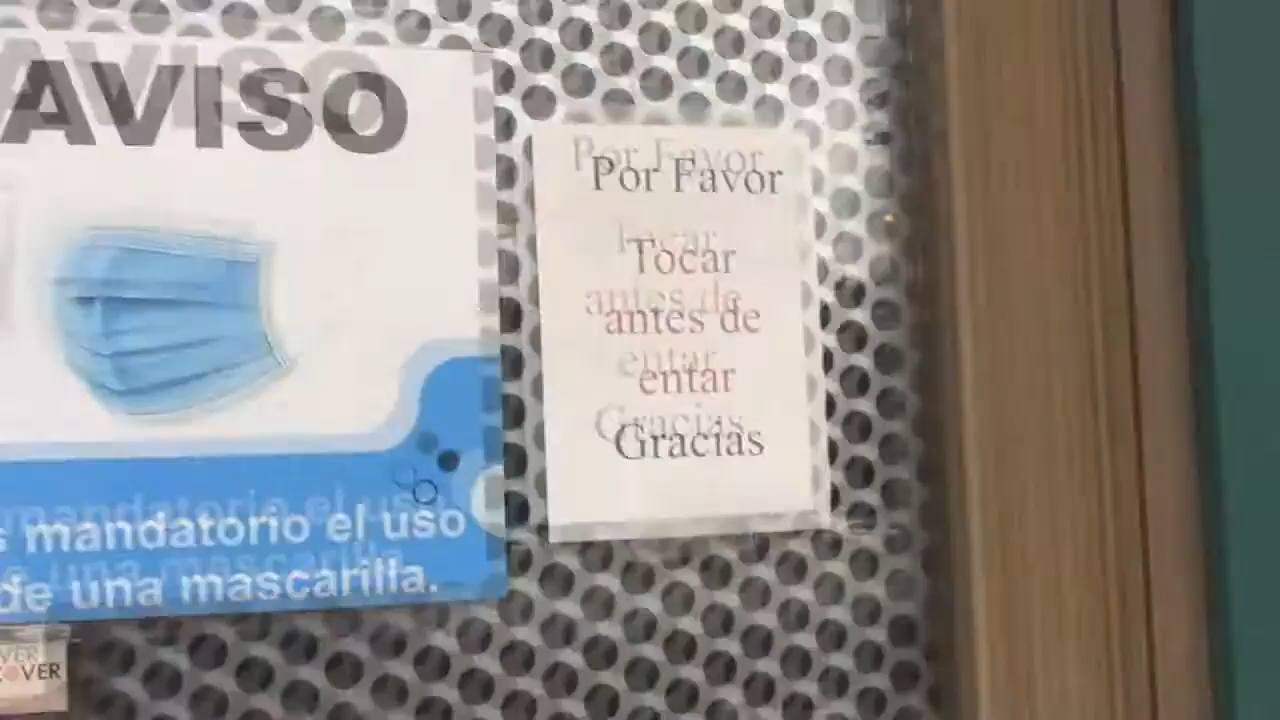 AVISO
mandatorio el uso
de una mascarilla.
Por Favor
Tocar
antes de
entar
Gracias